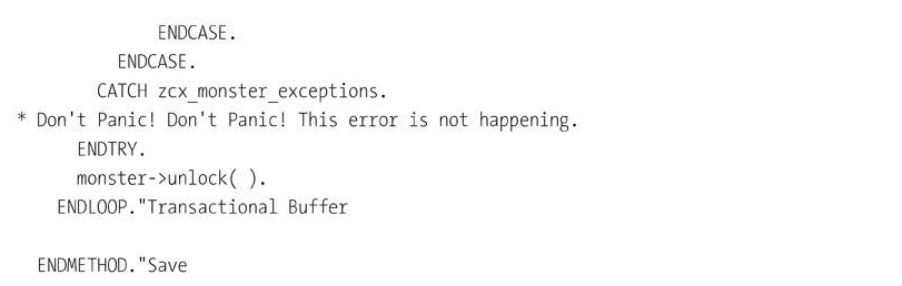 ENDCASE.
ENDCASE.
CATCH zcx_monster_exceptions.
* Don't Panic! Don't Panic! This error is not happening.
ENDTRY.
monster->unlock( ).
ENDLOOP."Transactional Buffer
ENDMETHOD."Save